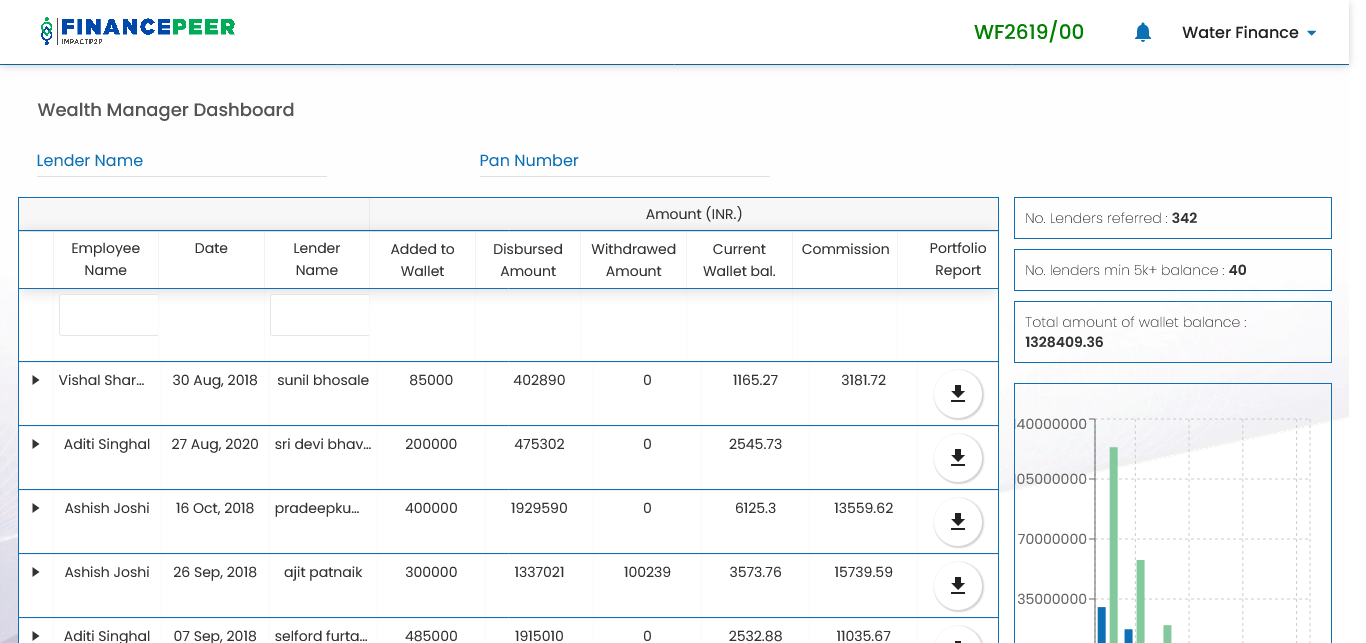 FINANCEPEER
IMPACTP2P
WF2619/00
Water Finance
Wealth Manager Dashboard
Lender Name
Pan Number
Amount (INR.)
Employee Name
Date
Lender Name
Added to Wallet
Disbursed Amount
Withdrawed Amount
Current Wallet bal.
Commission
Portfolio Report
Vishal Shar... 30 Aug, 2018 sunil bhosale 85000 402890 0 1165.27 3181.72
Aditi Singhal 27 Aug, 2020 sri devi bhav... 200000 475302 0 2545.73
Ashish Joshi 16 Oct, 2018 pradeepku... 400000 1929590 0 6125.3 13559.62
Ashish Joshi 26 Sep, 2018 ajit patnaik 300000 1337021 100239 3573.76 15739.59
Aditi Singhal 07 Sep, 2018 selford furta... 485000 1915010 0 2532.88 11035.67
No. Lenders referred : 342
No. lenders min 5k+ balance : 40
Total amount of wallet balance :
1328409.36
40000000
05000000
70000000
35000000